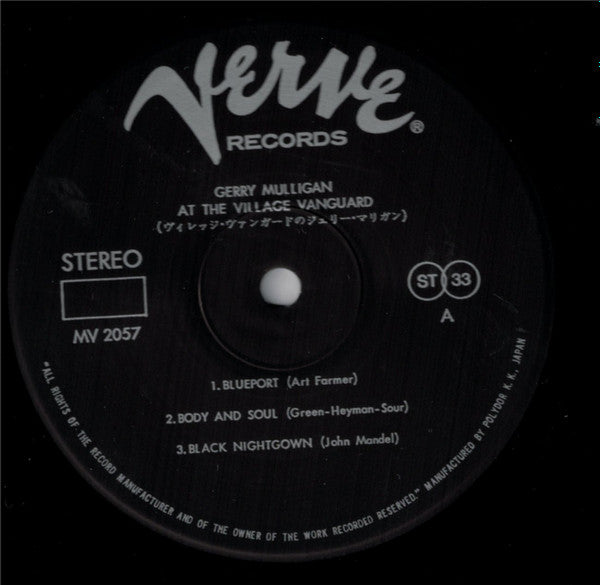 Verve®
RECORDS
GERRY MULLIGAN
AT THE VILLAGE VANGUARD
(ヴィレッジ・ヴァンガードのジェリー・マリガン)
STEREO
MV 2057
ST 33
A
1. BLUEPORT (Art Farmer)
2. BODY AND SOUL (Green-Heyman-Sour)
3. BLACK NIGHTGOWN (John Mandel)
"ALL RIGHTS OF THE RECORD MANUFACTURER AND OF THE OWNER OF THE WORK RECORDED RESERVED." MANUFACTURED BY POLYDOR K. K. JAPAN